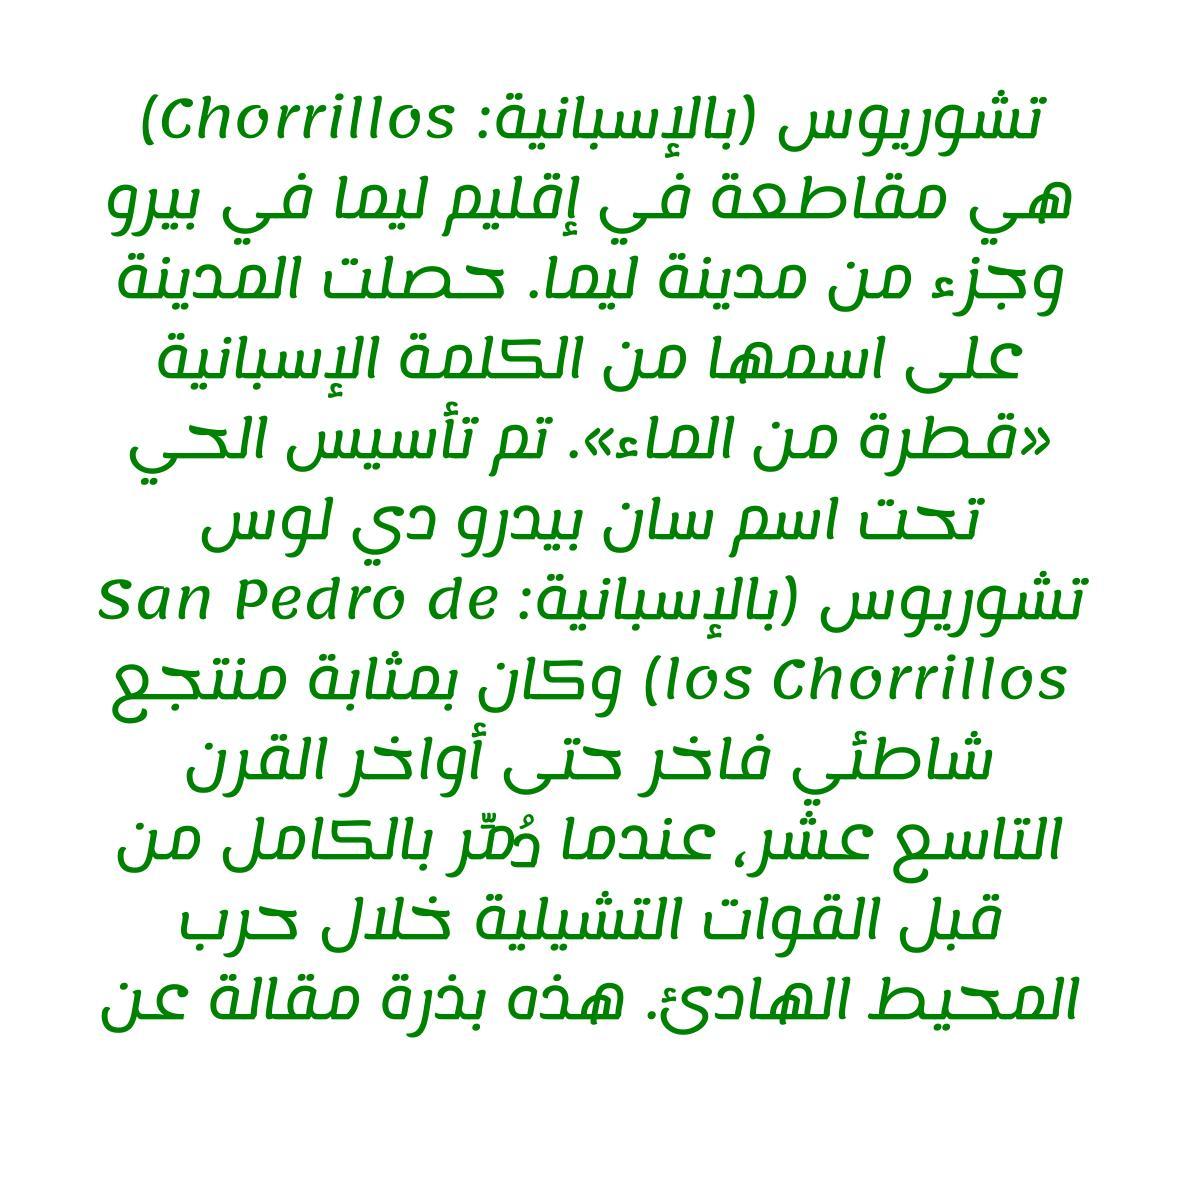 تشوريوس (بالإسبانية: Chorrillos)
هي مقاطعة في إقليم ليما في بيرو
وجزء من مدينة ليما. حصلت المدينة
على اسمها من الكلمة الإسبانية
«قطرة من الماء». تم تأسيس الحي
تحت اسم سان بيدرو دي لوس
تشوريوس (بالإسبانية: San Pedro de
los Chorrillos) وكان بمثابة منتجع
شاطئي فاخر حتى أواخر القرن
التاسع عشر، عندما دُمِّر بالكامل من
قبل القوات التشيلية خلال حرب
المحيط الهادئ. هذه بذرة مقالة عن